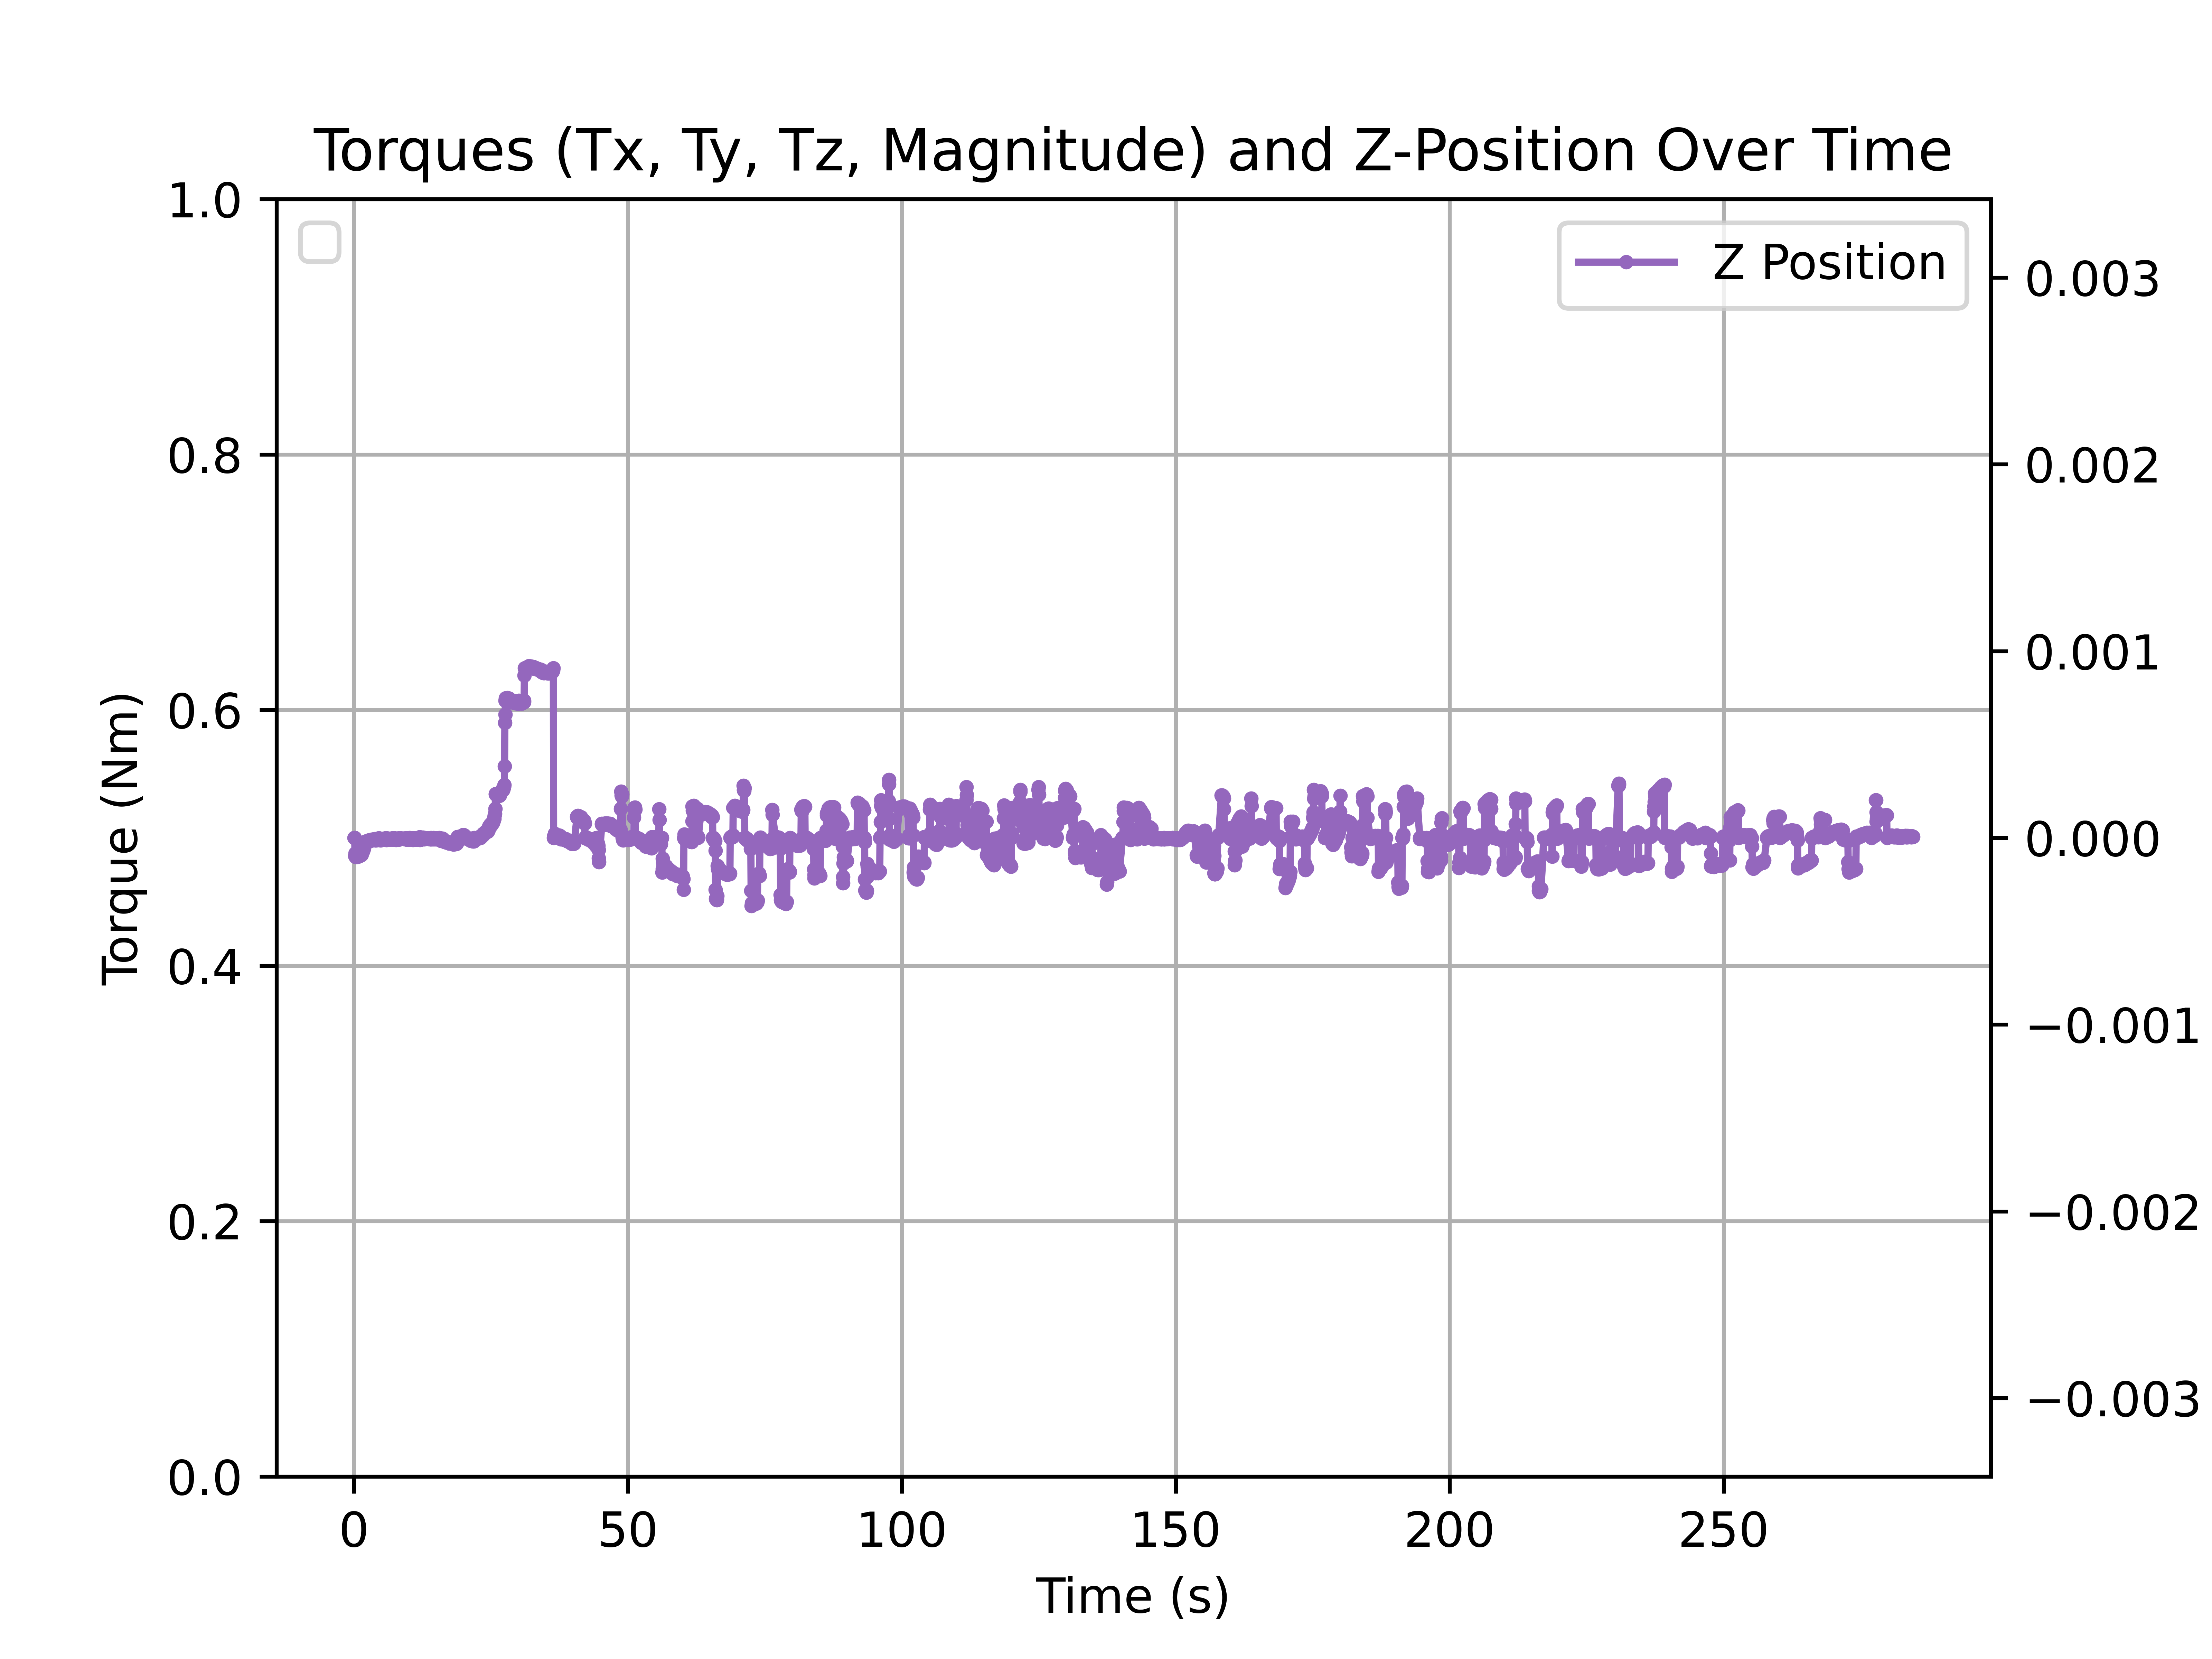 Torques (Tx, Ty, Tz, Magnitude) and Z-Position Over Time
Z Position
Torque (Nm)
1.0
0.8
0.6
0.4
0.2
0.0
0.003
0.002
0.001
0.000
−0.001
−0.002
−0.003
0 50 100 150 200 250
Time (s)